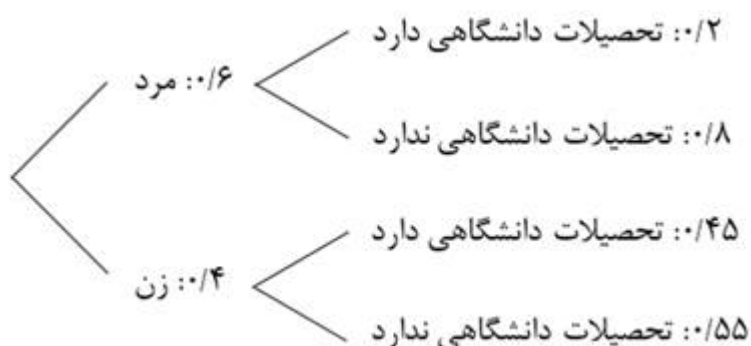 ۰/۲: تحصیلات دانشگاهی دارد
۰/۶: مرد
۰/۸: تحصیلات دانشگاهی ندارد
۰/۴۵: تحصیلات دانشگاهی دارد
۰/۴: زن
۰/۵۵: تحصیلات دانشگاهی ندارد